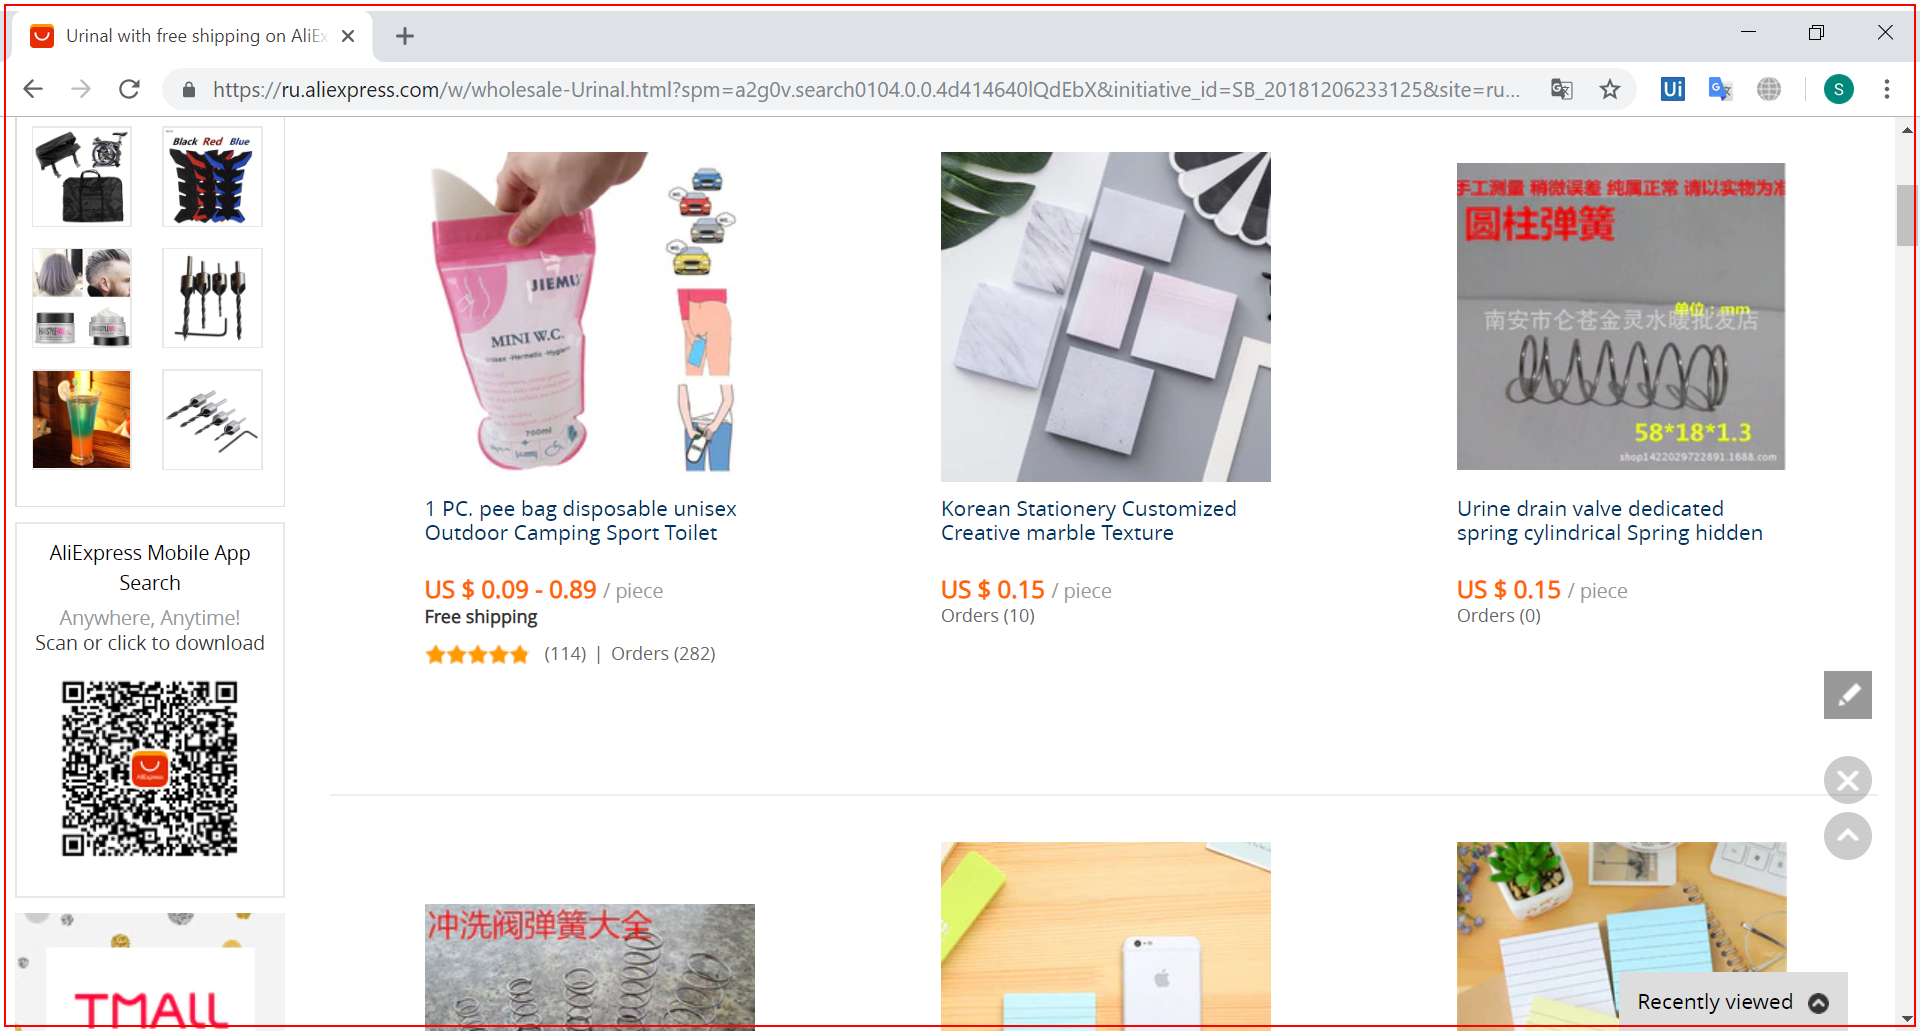 Urinal with free shipping on AliEx
https://ru.aliexpress.com/w/wholesale-Urinal.html?spm=a2g0v.search0104.0.0.4d414640lQdEbX&initiative_id=SB_20181206233125&site=ru...
Ui
S
Black Red Blue
JIEMU
MINI W.C.
Unisex -Hermetic -Hygien
700ml
手工测量 稍微误差 纯属正常 请以实物为准
圆柱弹簧
单位：mm
南安市仑苍金灵水暖批发店
58*18*1.3
shop1422029722891.1688.com
1 PC. pee bag disposable unisex
Outdoor Camping Sport Toilet
US $ 0.09 - 0.89 / piece
Free shipping
(114) | Orders (282)
Korean Stationery Customized
Creative marble Texture
US $ 0.15 / piece
Orders (10)
Urine drain valve dedicated
spring cylindrical Spring hidden
US $ 0.15 / piece
Orders (0)
AliExpress Mobile App
Search
Anywhere, Anytime!
Scan or click to download
AliExpress
TMALL
冲洗阀弹簧大全
Recently viewed